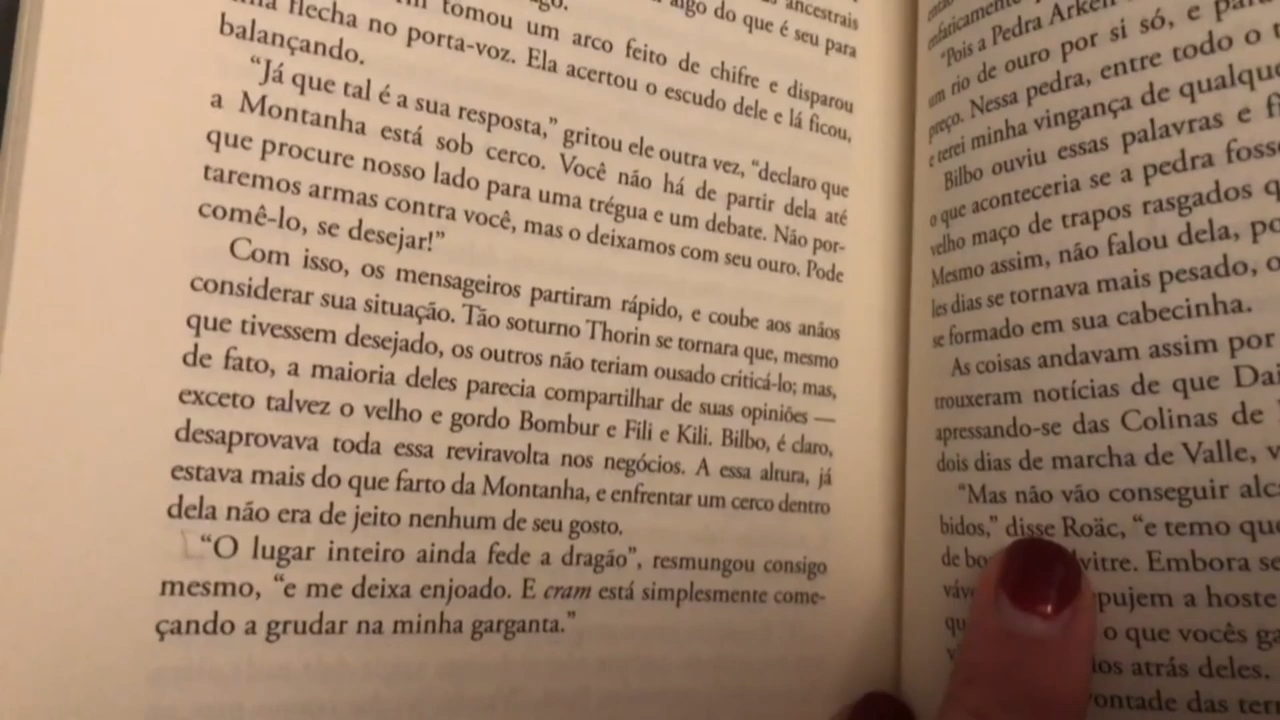 ancestrais
algo do que é seu para
tomou um arco feito de chifre e disparou
flecha no porta-voz. Ela acertou o escudo dele e lá ficou,
balançando.
“Já que tal é a sua resposta,” gritou ele outra vez, “declaro que
a Montanha está sob cerco. Você não há de partir dela até
que procure nosso lado para uma trégua e um debate. Não por-
taremos armas contra você, mas o deixamos com seu ouro. Pode
comê-lo, se desejar!”
Com isso, os mensageiros partiram rápido, e coube aos anãos
considerar sua situação. Tão soturno Thorin se tornara que, mesmo
que tivessem desejado, os outros não teriam ousado criticá-lo; mas,
de fato, a maioria deles parecia compartilhar de suas opiniões —
exceto talvez o velho e gordo Bombur e Fili e Kili. Bilbo, é claro,
desaprovava toda essa reviravolta nos negócios. A essa altura, já
estava mais do que farto da Montanha, e enfrentar um cerco dentro
dela não era de jeito nenhum de seu gosto.
“O lugar inteiro ainda fede a dragão”, resmungou consigo
mesmo, “e me deixa enjoado. E cram está simplesmente come-
çando a grudar na minha garganta.”
enfaticamente
“Pois a Pedra Arken
um rio de ouro por si só, e
preço. Nessa pedra, entre todo o
e terei minha vingança de
Bilbo ouviu essas palavras e
o que aconteceria se a pedra
velho maço de trapos rasgados
Mesmo assim, não falou dela,
les dias se tornava mais pesado,
se formado em sua cabecinha.
As coisas andavam assim por
trouxeram notícias de que
apressando-se das Colinas de
dois dias de marcha de Valle,
“Mas não vão conseguir
bidos,” disse Roäc, “e temo
de Embora
a hoste
o que vocês
atrás deles.
das